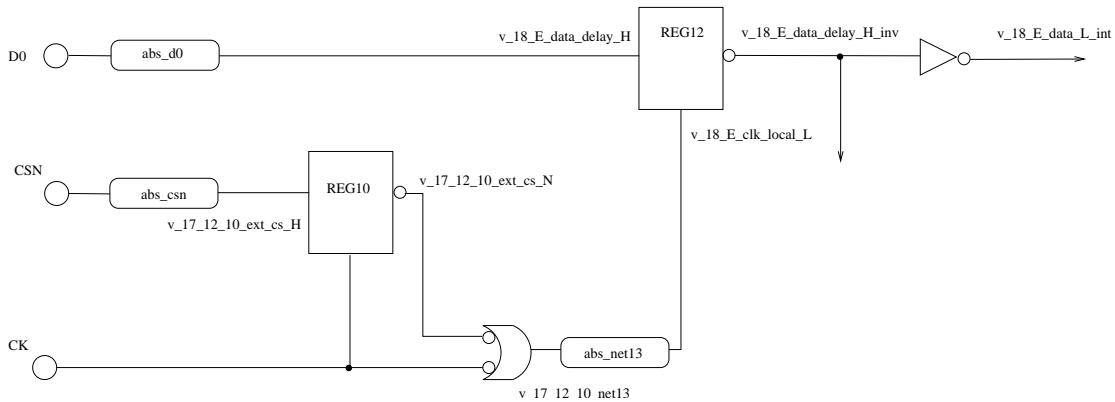 v_18_E_data_delay_H
REG12
v_18_E_data_delay_H_inv
v_18_E_data_L_int
D0
abs_d0
v_18_E_clk_local_L
CSN
abs_csn
REG10
v_17_12_10_ext_cs_N
v_17_12_10_ext_cs_H
CK
abs_net13
v_17_12_10_net13